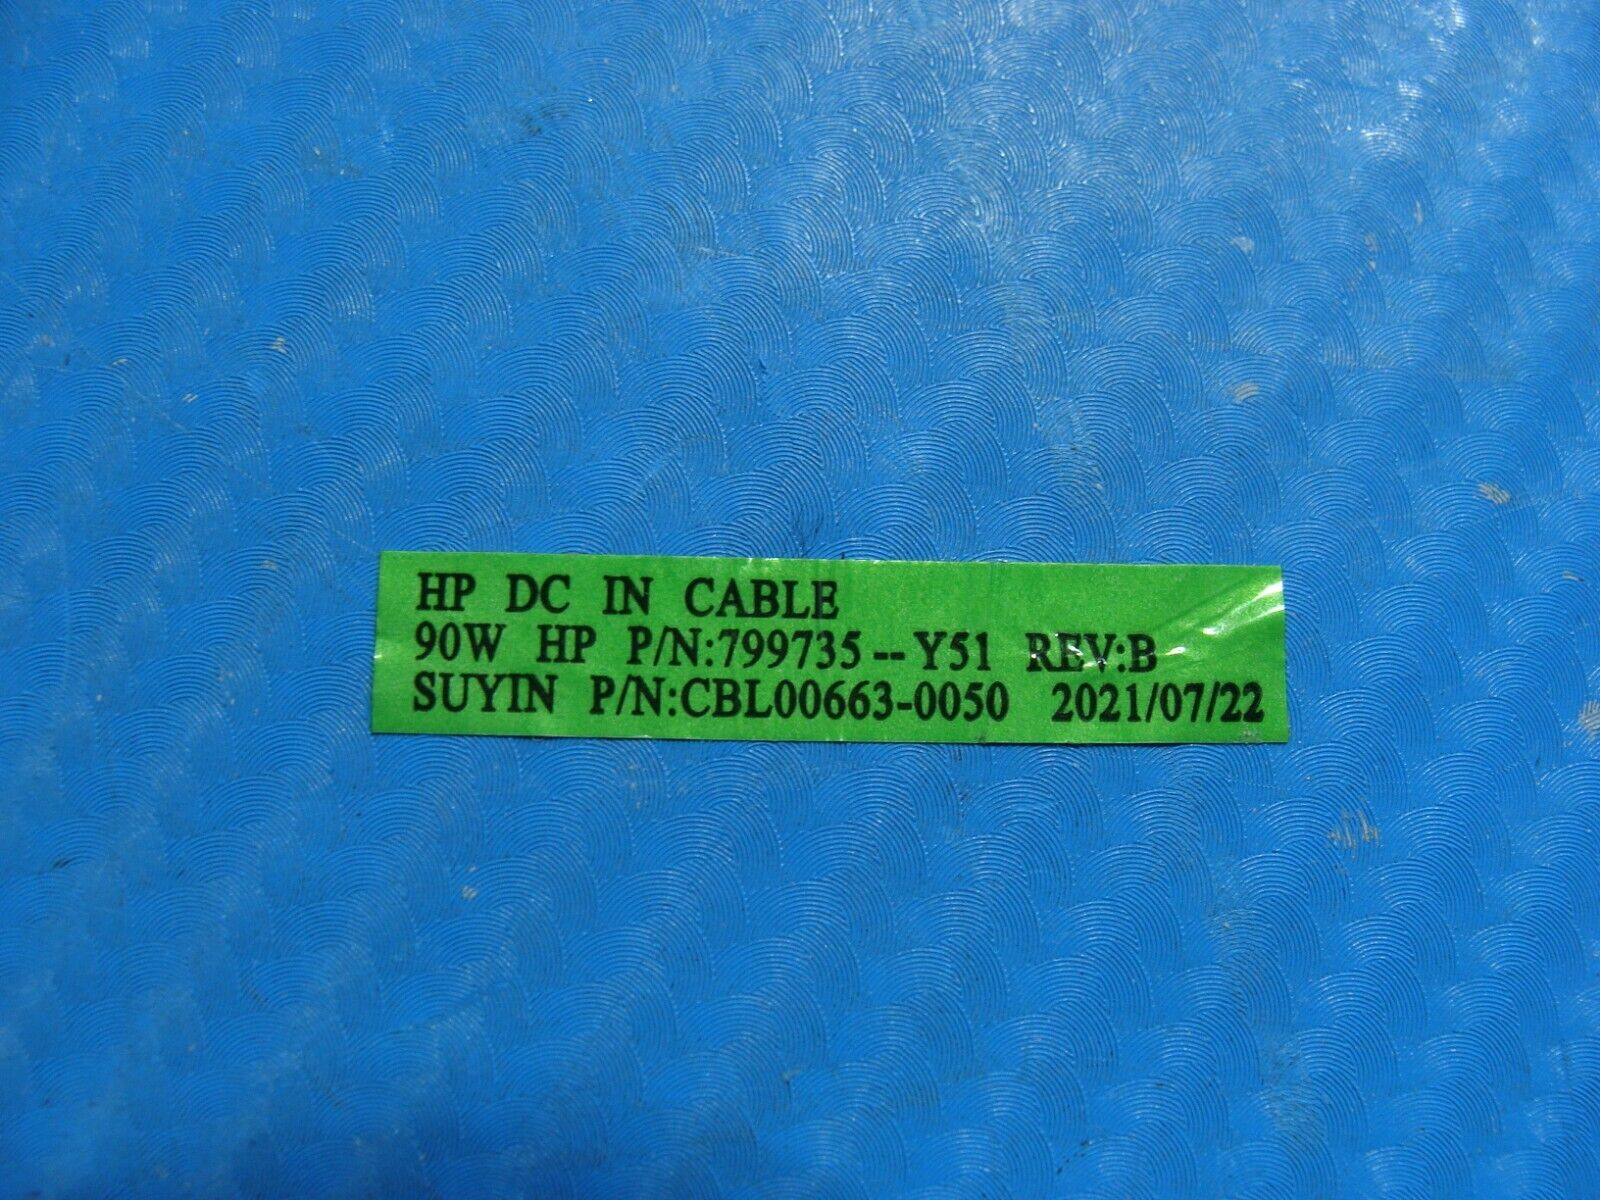 HP DC IN CABLE
90W HP P/N:799735--Y51 REV:B
SUYIN P/N:CBL00663-0050 2021/07/22